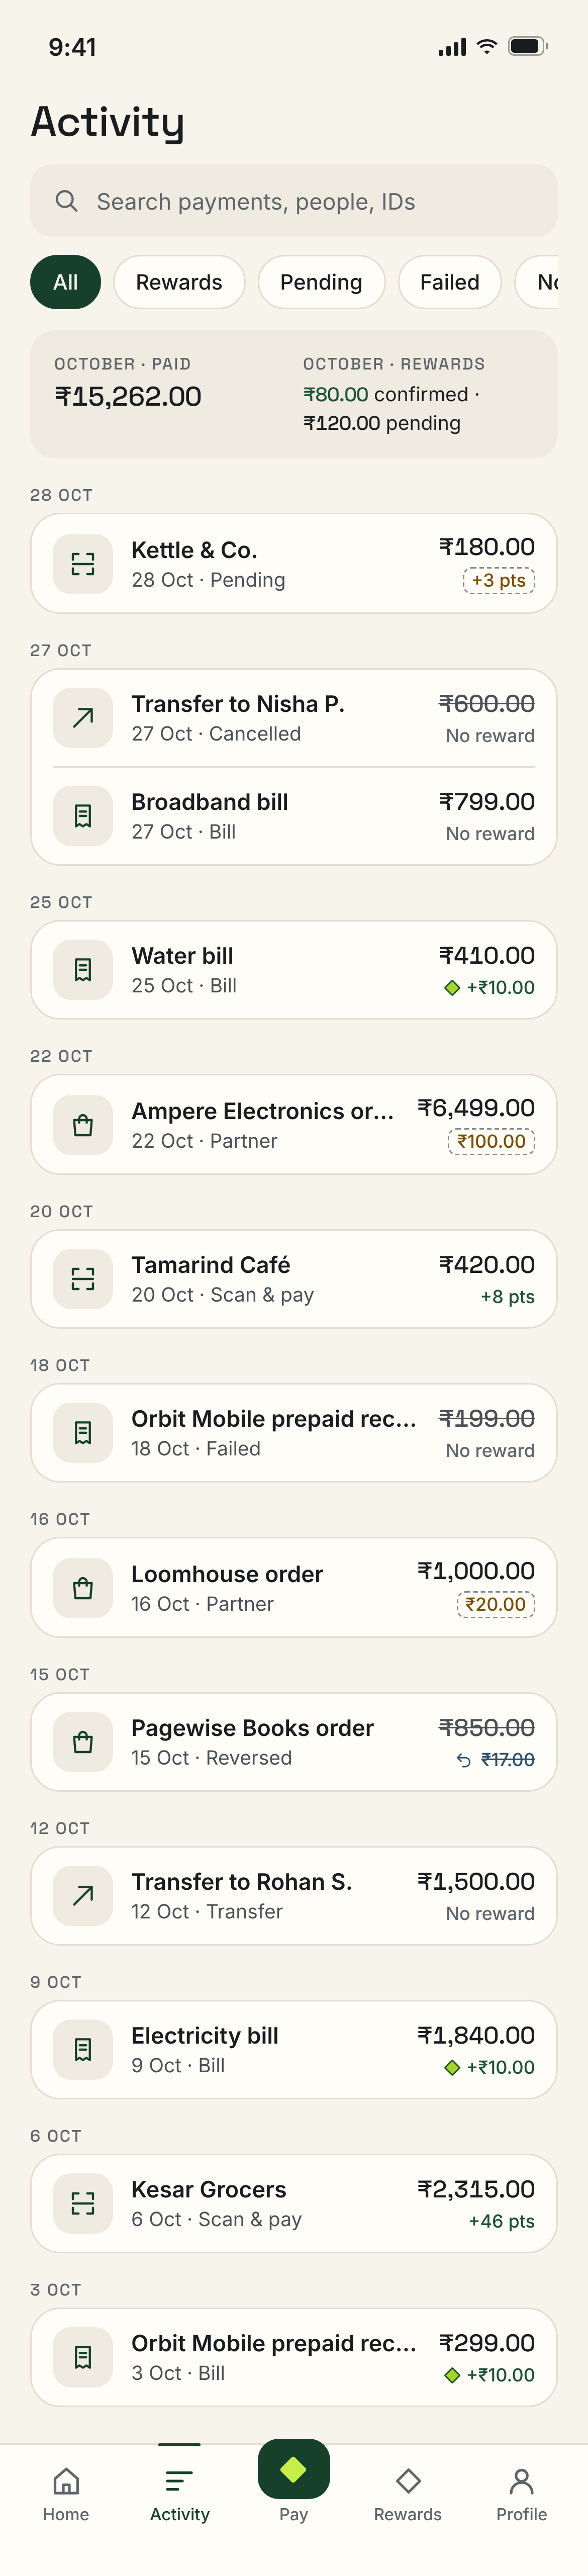 9:41
Activity
Search payments, people, IDs
All
Rewards
Pending
Failed
No
OCTOBER · PAID
₹15,262.00
OCTOBER · REWARDS
₹80.00 confirmed ·
₹120.00 pending
28 OCT
Kettle & Co.
₹180.00
28 Oct · Pending
+3 pts
27 OCT
Transfer to Nisha P.
₹600.00
27 Oct · Cancelled
No reward
Broadband bill
₹799.00
27 Oct · Bill
No reward
25 OCT
Water bill
₹410.00
25 Oct · Bill
+₹10.00
22 OCT
Ampere Electronics or...
₹6,499.00
22 Oct · Partner
₹100.00
20 OCT
Tamarind Café
₹420.00
20 Oct · Scan & pay
+8 pts
18 OCT
Orbit Mobile prepaid rec...
₹199.00
18 Oct · Failed
No reward
16 OCT
Loomhouse order
₹1,000.00
16 Oct · Partner
₹20.00
15 OCT
Pagewise Books order
₹850.00
15 Oct · Reversed
₹17.00
12 OCT
Transfer to Rohan S.
₹1,500.00
12 Oct · Transfer
No reward
9 OCT
Electricity bill
₹1,840.00
9 Oct · Bill
+₹10.00
6 OCT
Kesar Grocers
₹2,315.00
6 Oct · Scan & pay
+46 pts
3 OCT
Orbit Mobile prepaid rec...
₹299.00
3 Oct · Bill
+₹10.00
Home
Activity
Pay
Rewards
Profile